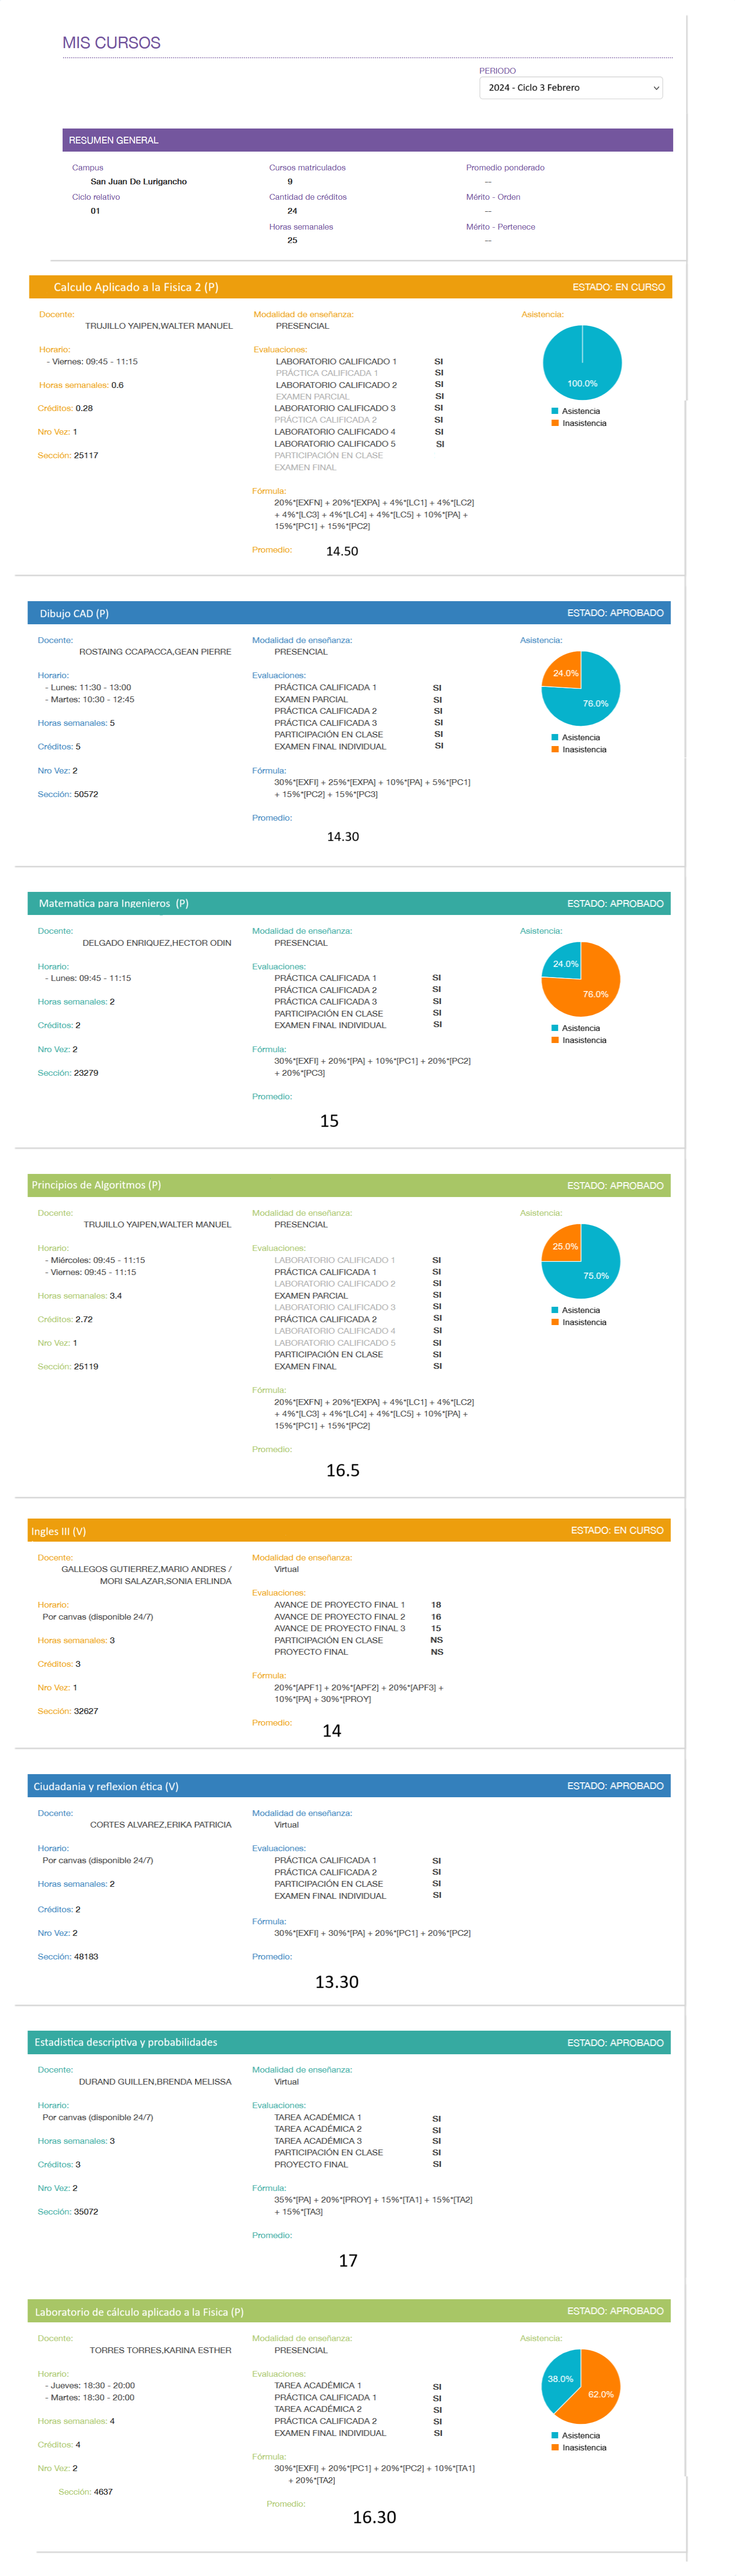 MIS CURSOS
PERIODO
2024 - Ciclo 3 Febrero
RESUMEN GENERAL
Campus
San Juan De Lurigancho
Ciclo relativo
01
Cursos matriculados
9
Cantidad de créditos
24
Horas semanales
25
Promedio ponderado
--
Mérito - Orden
--
Mérito - Pertenece
--
Calculo Aplicado a la Fisica 2 (P) ESTADO: EN CURSO
Docente:
TRUJILLO YAIPEN,WALTER MANUEL
Horario:
- Viernes: 09:45 - 11:15
Horas semanales: 0.6
Créditos: 0.28
Nro Vez: 1
Sección: 25117
Modalidad de enseñanza:
PRESENCIAL
Evaluaciones:
LABORATORIO CALIFICADO 1 SI
PRÁCTICA CALIFICADA 1 SI
LABORATORIO CALIFICADO 2 SI
EXAMEN PARCIAL SI
LABORATORIO CALIFICADO 3 SI
PRÁCTICA CALIFICADA 2 SI
LABORATORIO CALIFICADO 4 SI
LABORATORIO CALIFICADO 5 SI
PARTICIPACIÓN EN CLASE
EXAMEN FINAL
Fórmula:
20%*[EXFN] + 20%*[EXPA] + 4%*[LC1] + 4%*[LC2]
+ 4%*[LC3] + 4%*[LC4] + 4%*[LC5] + 10%*[PA] +
15%*[PC1] + 15%*[PC2]
Promedio: 14.50
Asistencia:
100.0%
Asistencia
Inasistencia
Dibujo CAD (P) ESTADO: APROBADO
Docente:
ROSTAING CCAPACCA,GEAN PIERRE
Horario:
- Lunes: 11:30 - 13:00
- Martes: 10:30 - 12:45
Horas semanales: 5
Créditos: 5
Nro Vez: 2
Sección: 50572
Modalidad de enseñanza:
PRESENCIAL
Evaluaciones:
PRÁCTICA CALIFICADA 1 SI
EXAMEN PARCIAL SI
PRÁCTICA CALIFICADA 2 SI
PRÁCTICA CALIFICADA 3 SI
PARTICIPACIÓN EN CLASE SI
EXAMEN FINAL INDIVIDUAL SI
Fórmula:
30%*[EXFI] + 25%*[EXPA] + 10%*[PA] + 5%*[PC1]
+ 15%*[PC2] + 15%*[PC3]
Promedio:
14.30
Asistencia:
24.0%
76.0%
Asistencia
Inasistencia
Matematica para Ingenieros (P) ESTADO: APROBADO
Docente:
DELGADO ENRIQUEZ,HECTOR ODIN
Horario:
- Lunes: 09:45 - 11:15
Horas semanales: 2
Créditos: 2
Nro Vez: 2
Sección: 23279
Modalidad de enseñanza:
PRESENCIAL
Evaluaciones:
PRÁCTICA CALIFICADA 1 SI
PRÁCTICA CALIFICADA 2 SI
PRÁCTICA CALIFICADA 3 SI
PARTICIPACIÓN EN CLASE SI
EXAMEN FINAL INDIVIDUAL SI
Fórmula:
30%*[EXFI] + 20%*[PA] + 10%*[PC1] + 20%*[PC2]
+ 20%*[PC3]
Promedio:
15
Asistencia:
24.0%
76.0%
Asistencia
Inasistencia
Principios de Algoritmos (P) ESTADO: APROBADO
Docente:
TRUJILLO YAIPEN,WALTER MANUEL
Horario:
- Miércoles: 09:45 - 11:15
- Viernes: 09:45 - 11:15
Horas semanales: 3.4
Créditos: 2.72
Nro Vez: 1
Sección: 25119
Modalidad de enseñanza:
PRESENCIAL
Evaluaciones:
LABORATORIO CALIFICADO 1 SI
PRÁCTICA CALIFICADA 1 SI
LABORATORIO CALIFICADO 2 SI
EXAMEN PARCIAL SI
LABORATORIO CALIFICADO 3 SI
PRÁCTICA CALIFICADA 2 SI
LABORATORIO CALIFICADO 4 SI
LABORATORIO CALIFICADO 5 SI
PARTICIPACIÓN EN CLASE SI
EXAMEN FINAL SI
Fórmula:
20%*[EXFN] + 20%*[EXPA] + 4%*[LC1] + 4%*[LC2]
+ 4%*[LC3] + 4%*[LC4] + 4%*[LC5] + 10%*[PA] +
15%*[PC1] + 15%*[PC2]
Promedio:
16.5
Asistencia:
25.0%
75.0%
Asistencia
Inasistencia
Ingles III (V) ESTADO: EN CURSO
Docente:
GALLEGOS GUTIERREZ,MARIO ANDRES /
MORI SALAZAR,SONIA ERLINDA
Horario:
Por canvas (disponible 24/7)
Horas semanales: 3
Créditos: 3
Nro Vez: 1
Sección: 32627
Modalidad de enseñanza:
Virtual
Evaluaciones:
AVANCE DE PROYECTO FINAL 1 18
AVANCE DE PROYECTO FINAL 2 16
AVANCE DE PROYECTO FINAL 3 15
PARTICIPACIÓN EN CLASE NS
PROYECTO FINAL NS
Fórmula:
20%*[APF1] + 20%*[APF2] + 20%*[APF3] +
10%*[PA] + 30%*[PROY]
Promedio: 14
Ciudadania y reflexion ética (V) ESTADO: APROBADO
Docente:
CORTES ALVAREZ,ERIKA PATRICIA
Horario:
Por canvas (disponible 24/7)
Horas semanales: 2
Créditos: 2
Nro Vez: 2
Sección: 48183
Modalidad de enseñanza:
Virtual
Evaluaciones:
PRÁCTICA CALIFICADA 1 SI
PRÁCTICA CALIFICADA 2 SI
PARTICIPACIÓN EN CLASE SI
EXAMEN FINAL INDIVIDUAL SI
Fórmula:
30%*[EXFI] + 30%*[PA] + 20%*[PC1] + 20%*[PC2]
Promedio:
13.30
Estadistica descriptiva y probabilidades ESTADO: APROBADO
Docente:
DURAND GUILLEN,BRENDA MELISSA
Horario:
Por canvas (disponible 24/7)
Horas semanales: 3
Créditos: 3
Nro Vez: 2
Sección: 35072
Modalidad de enseñanza:
Virtual
Evaluaciones:
TAREA ACADÉMICA 1 SI
TAREA ACADÉMICA 2 SI
TAREA ACADÉMICA 3 SI
PARTICIPACIÓN EN CLASE SI
PROYECTO FINAL SI
Fórmula:
35%*[PA] + 20%*[PROY] + 15%*[TA1] + 15%*[TA2]
+ 15%*[TA3]
Promedio:
17
Laboratorio de cálculo aplicado a la Fisica (P) ESTADO: APROBADO
Docente:
TORRES TORRES,KARINA ESTHER
Horario:
- Jueves: 18:30 - 20:00
- Martes: 18:30 - 20:00
Horas semanales: 4
Créditos: 4
Nro Vez: 2
Sección: 4637
Modalidad de enseñanza:
PRESENCIAL
Evaluaciones:
TAREA ACADÉMICA 1 SI
PRÁCTICA CALIFICADA 1 SI
TAREA ACADÉMICA 2 SI
PRÁCTICA CALIFICADA 2 SI
EXAMEN FINAL INDIVIDUAL SI
Fórmula:
30%*[EXFI] + 20%*[PC1] + 20%*[PC2] + 10%*[TA1]
+ 20%*[TA2]
Promedio:
16.30
Asistencia:
38.0%
62.0%
Asistencia
Inasistencia